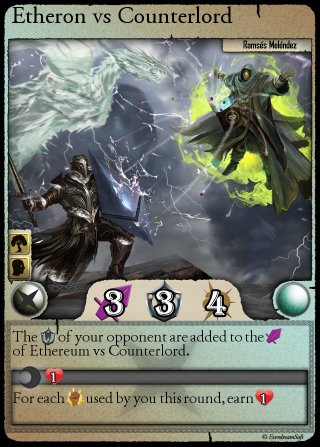 Etheron vs Counterlord
Ramsés Meléndez
3 3 4
The of your opponent are added to the
of Ethereum vs Counterlord.
1
For each used by you this round, earn 1
© EverdreamSoft